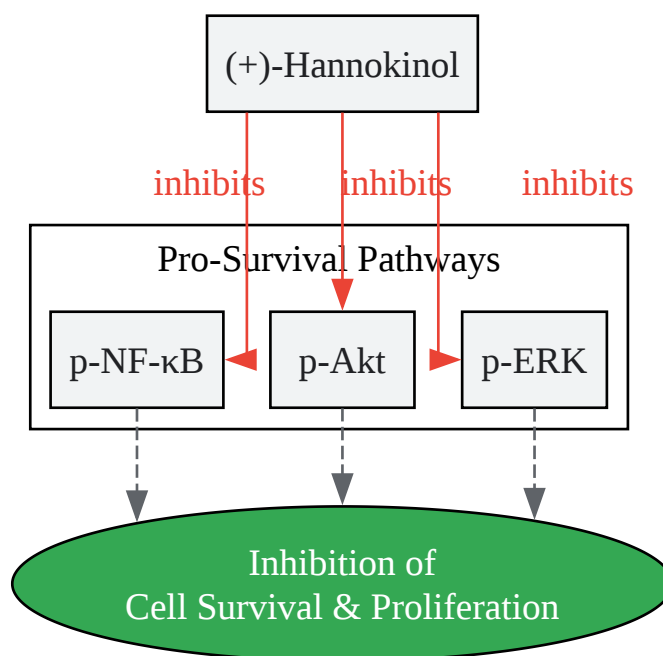 (+)-Hannokinol
inhibits inhibits inhibits
Pro-Survival Pathways
p-NF-κB p-Akt p-ERK
Inhibition of
Cell Survival & Proliferation